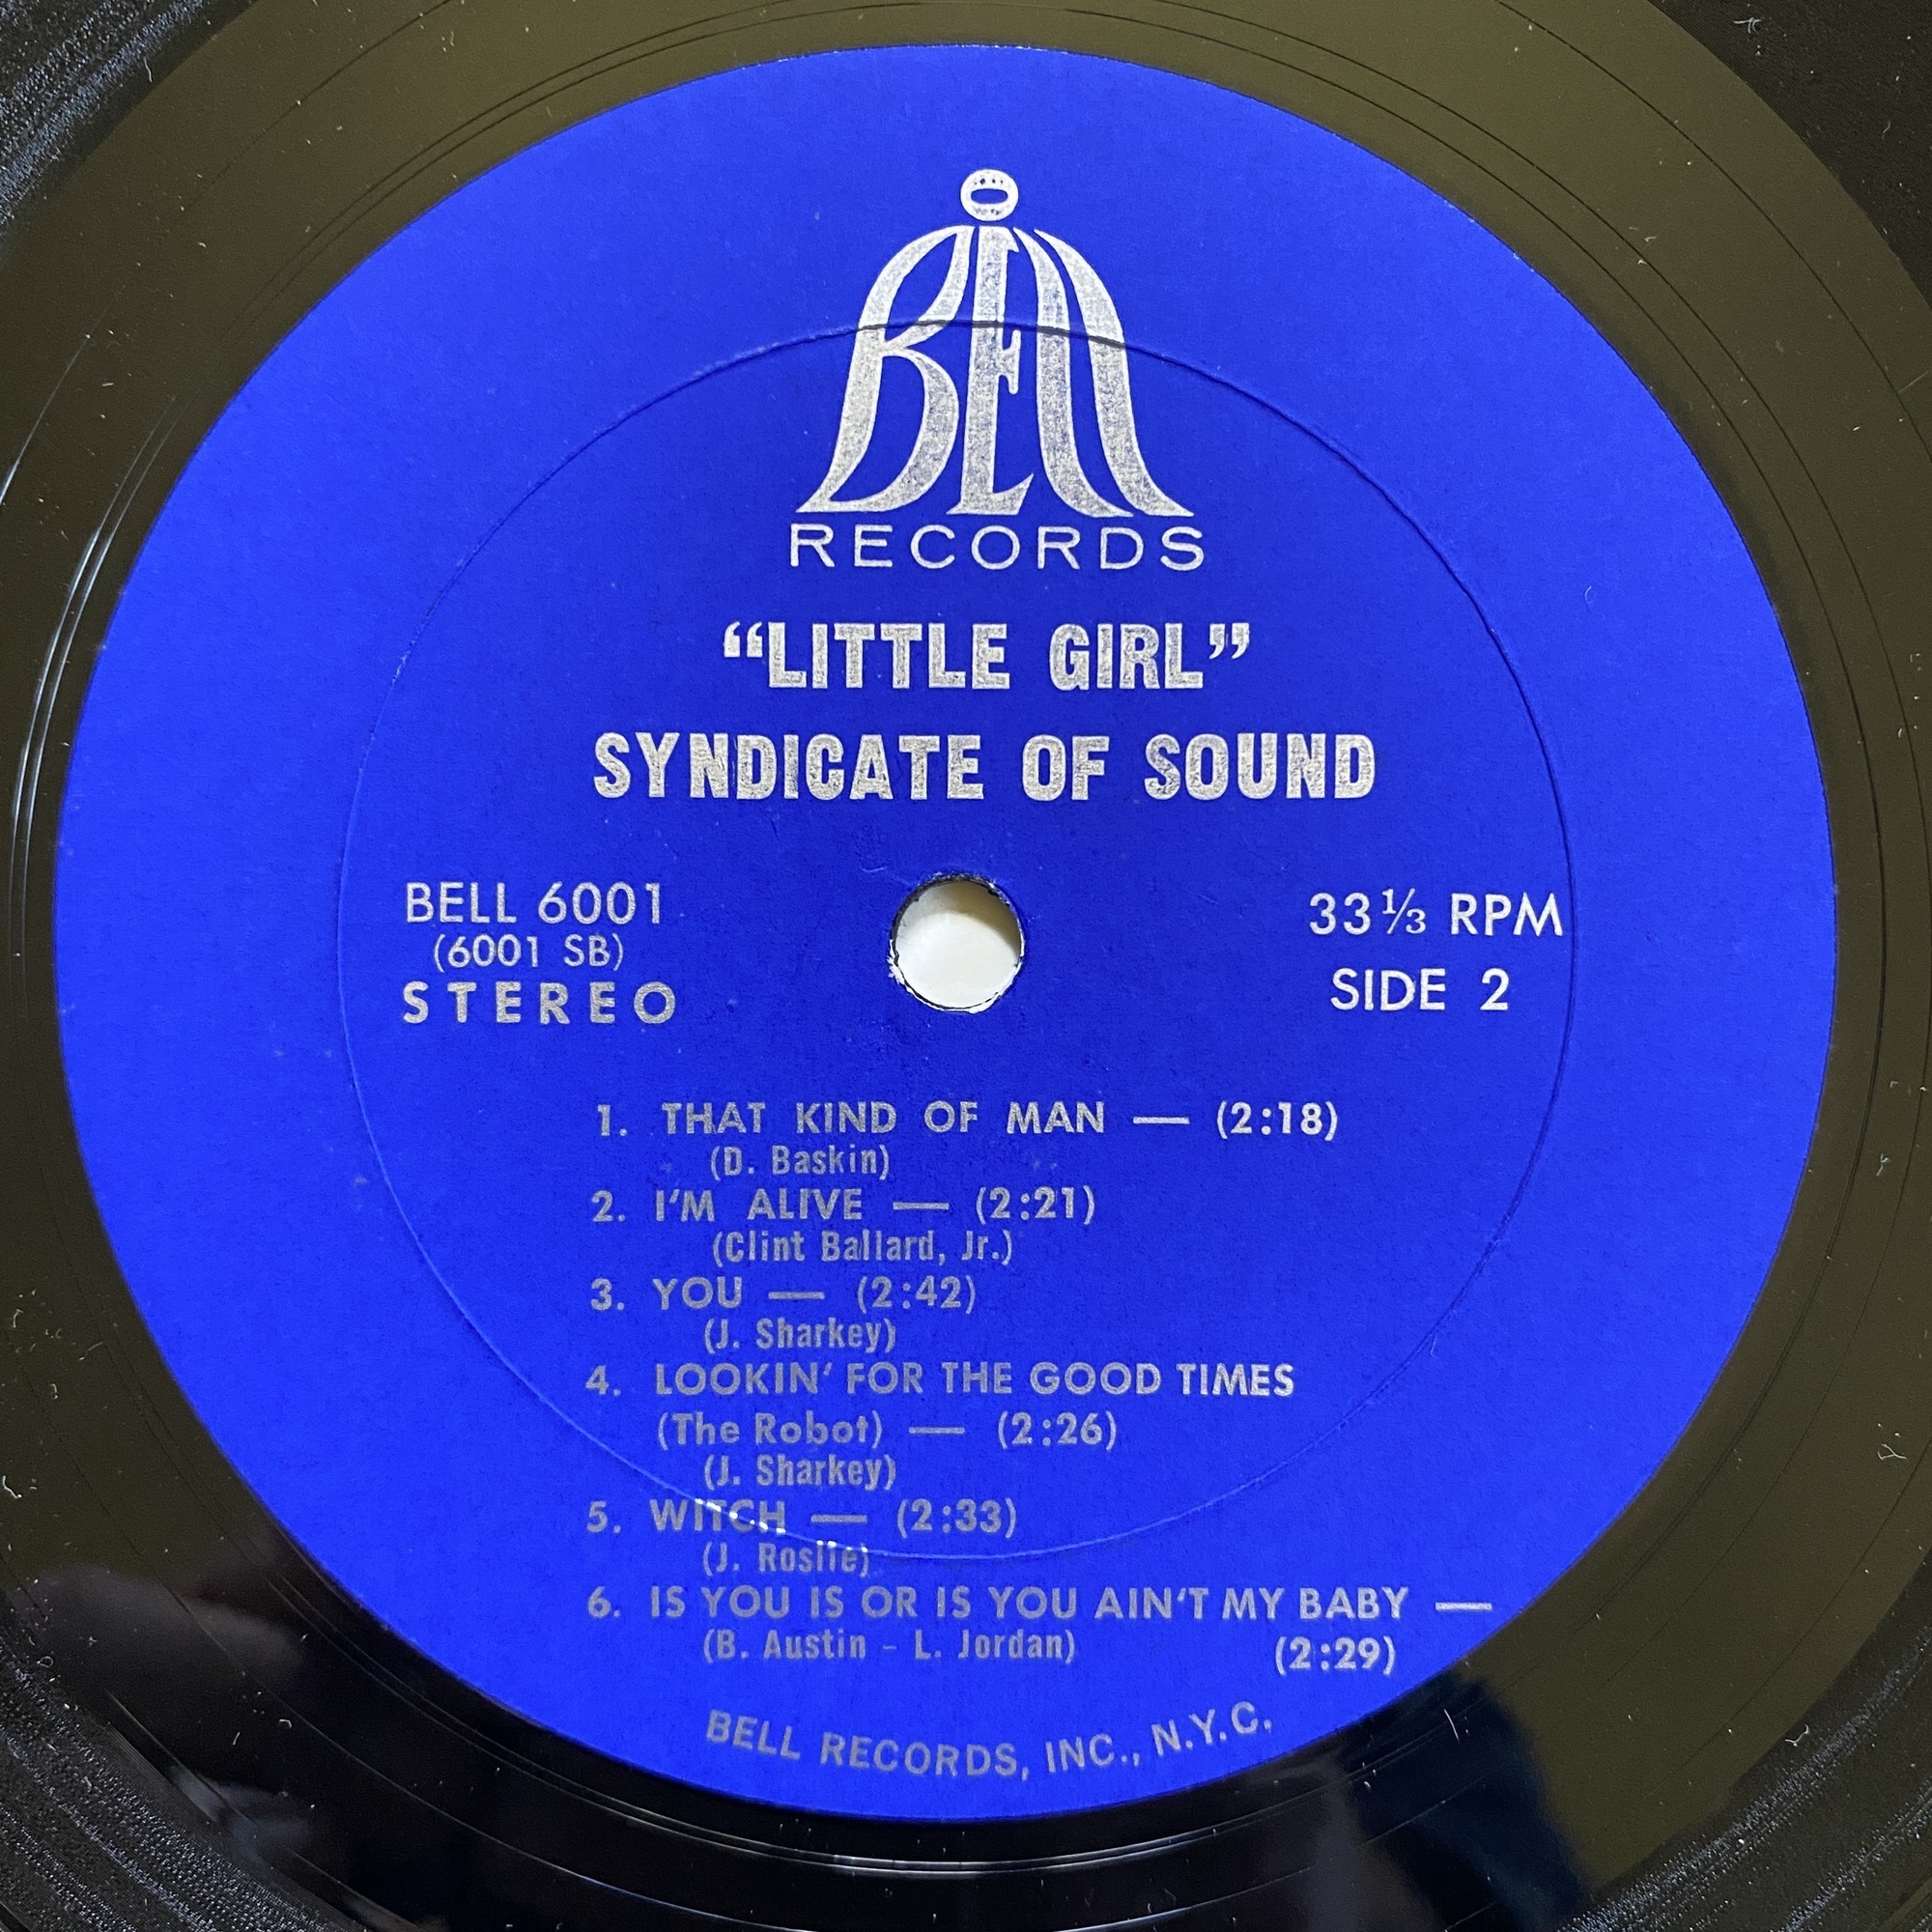 BELL
RECORDS
“LITTLE GIRL”
SYNDICATE OF SOUND
BELL 6001
(6001 SB)
STEREO
33 ⅓ RPM
SIDE 2
1. THAT KIND OF MAN — (2:18)
(D. Baskin)
2. I'M ALIVE — (2:21)
(Clint Ballard, Jr.)
3. YOU — (2:42)
(J. Sharkey)
4. LOOKIN' FOR THE GOOD TIMES
(The Robot) — (2:26)
(J. Sharkey)
5. WITCH — (2:33)
(J. Roslie)
6. IS YOU IS OR IS YOU AIN'T MY BABY —
(B. Austin - L. Jordan) (2:29)
BELL RECORDS, INC., N.Y.C.